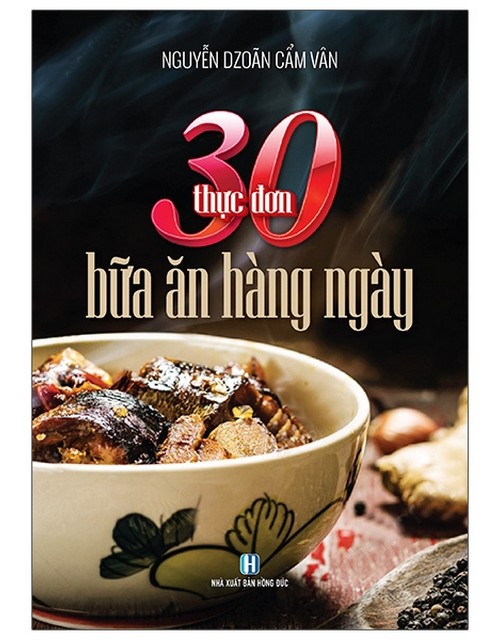 NGUYỄN DZOÃN CẨM VÂN
30
thực đơn
bữa ăn hàng ngày
H
NHÀ XUẤT BẢN HỒNG ĐỨC